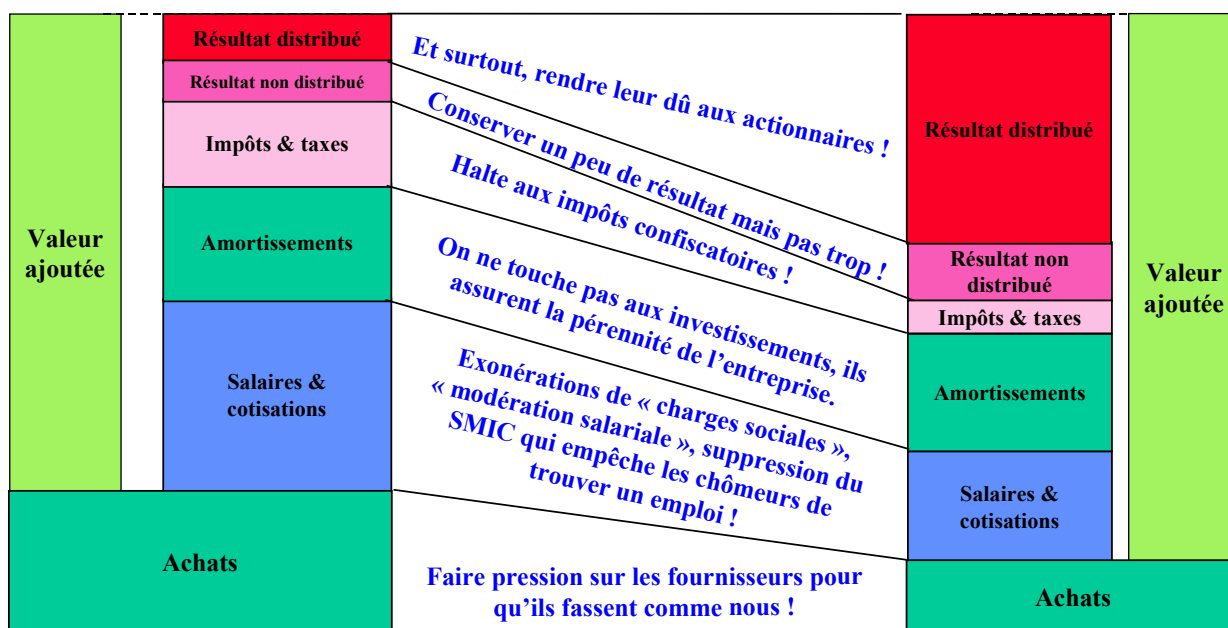 Valeur
ajoutée
Résultat distribué
Résultat non distribué
Impôts & taxes
Amortissements
Salaires &
cotisations
Achats
Et surtout, rendre leur dû aux actionnaires !
Conserver un peu de résultat mais pas trop !
Halte aux impôts confiscatoires !
On ne touche pas aux investissements, ils
assurent la pérennité de l’entreprise.
Exonérations de « charges sociales »,
« modération salariale », suppression du
SMIC qui empêche les chômeurs de
trouver un emploi !
Faire pression sur les fournisseurs pour
qu’ils fassent comme nous !
Résultat distribué
Résultat non
distribué
Impôts & taxes
Amortissements
Salaires &
cotisations
Achats
Valeur
ajoutée